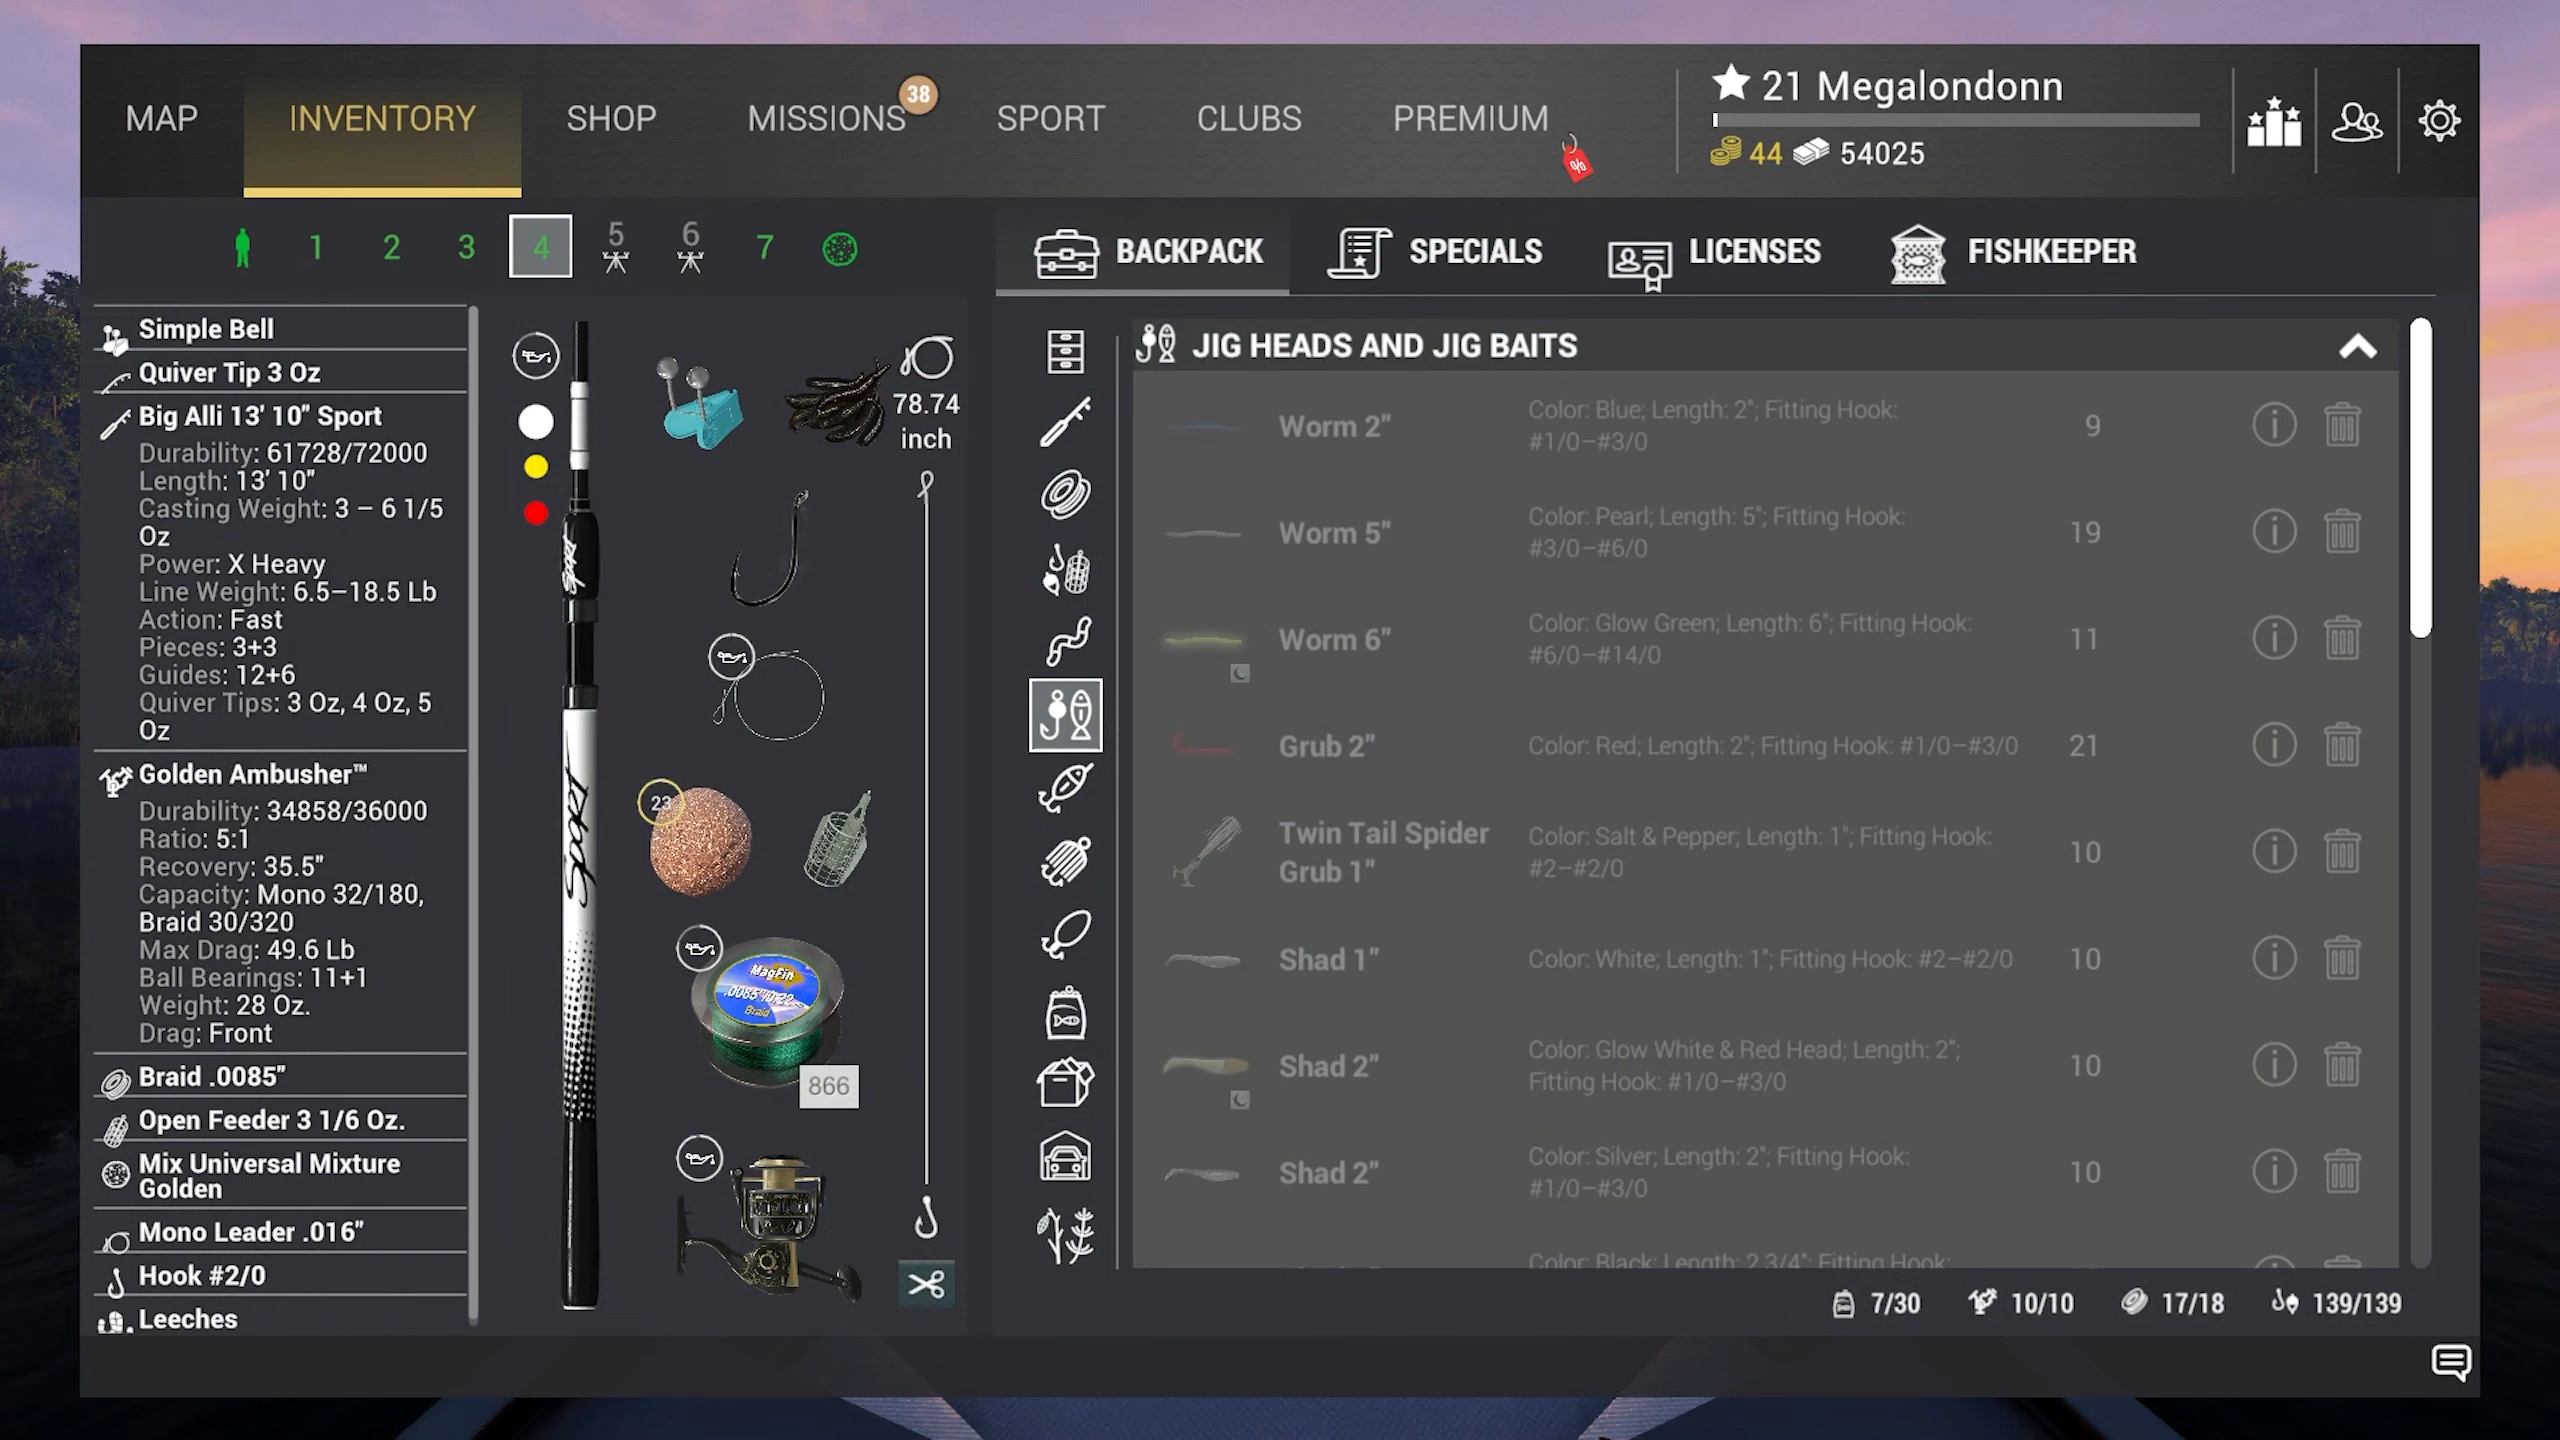 MAP
INVENTORY
SHOP
MISSIONS
38
SPORT
CLUBS
PREMIUM
%
21 Megalondonn
44
54025
1
2
3
4
5
6
7
BACKPACK
SPECIALS
LICENSES
FISHKEEPER
Simple Bell
Quiver Tip 3 Oz
Big Alli 13' 10" Sport
Durability: 61728/72000
Length: 13' 10"
Casting Weight: 3 – 6 1/5
Oz
Power: X Heavy
Line Weight: 6.5–18.5 Lb
Action: Fast
Pieces: 3+3
Guides: 12+6
Quiver Tips: 3 Oz, 4 Oz, 5
Oz
Golden Ambusher™
Durability: 34858/36000
Ratio: 5:1
Recovery: 35.5"
Capacity: Mono 32/180,
Braid 30/320
Max Drag: 49.6 Lb
Ball Bearings: 11+1
Weight: 28 Oz.
Drag: Front
Braid .0085"
Open Feeder 3 1/6 Oz.
Mix Universal Mixture
Golden
Mono Leader .016"
Hook #2/0
Leeches
78.74
inch
Rods
Sport
23
MagFin
Braid
866
JIG HEADS AND JIG BAITS
Worm 2"
Color: Blue; Length: 2"; Fitting Hook:
#1/0–#3/0
9
Worm 5"
Color: Pearl; Length: 5"; Fitting Hook:
#3/0–#6/0
19
Worm 6"
Color: Glow Green; Length: 6"; Fitting Hook:
#6/0–#14/0
11
Grub 2"
Color: Red; Length: 2"; Fitting Hook: #1/0–#3/0
21
Twin Tail Spider
Grub 1"
Color: Salt & Pepper; Length: 1"; Fitting Hook:
#2–#2/0
10
Shad 1"
Color: White; Length: 1"; Fitting Hook: #2–#2/0
10
Shad 2"
Color: Glow White & Red Head; Length: 2";
Fitting Hook: #1/0–#3/0
10
Shad 2"
Color: Silver; Length: 2"; Fitting Hook:
#1/0–#3/0
10
Color: Black; Length: 2 3/4"; Fitting Hook:
7/30
10/10
17/18
139/139